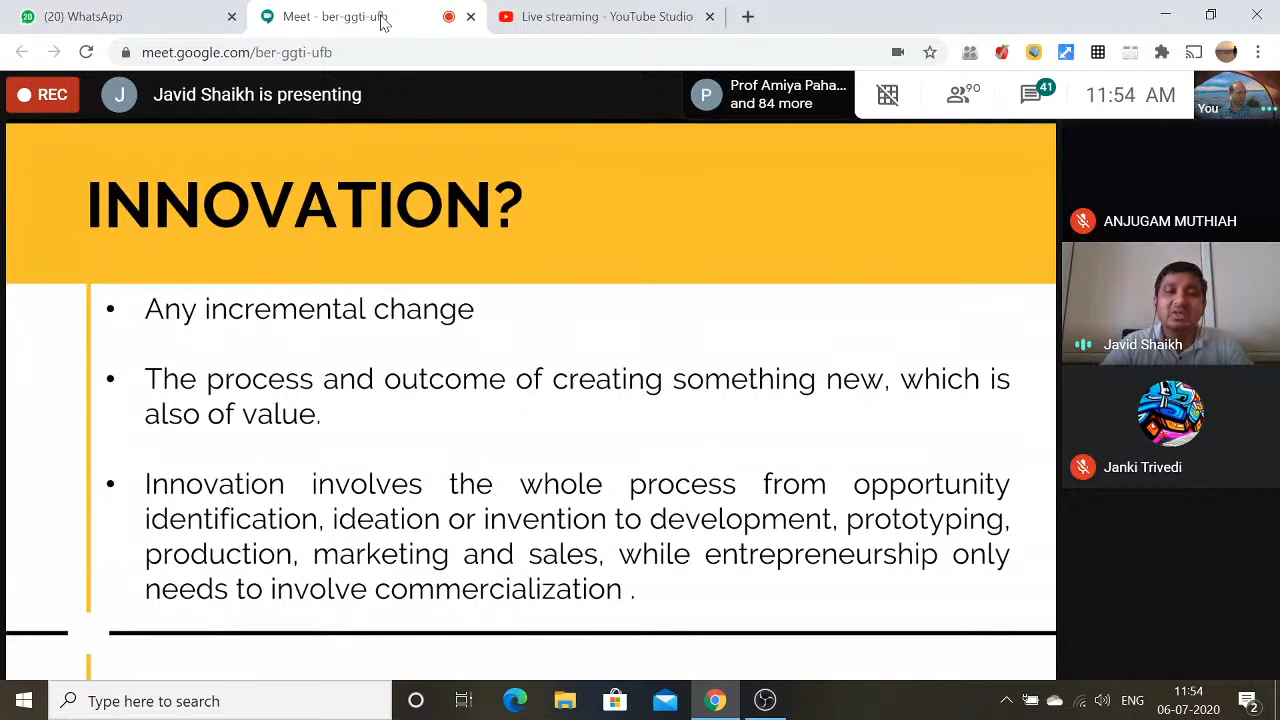 (20) WhatsApp
Meet - ber-ggti-ufb
Live streaming - YouTube Studio
meet.google.com/ber-ggti-ufb
REC
J
Javid Shaikh is presenting
P
Prof Amiya Paha...
and 84 more
90
41
11:54 AM
You
INNOVATION?
ANJUGAM MUTHIAH
• Any incremental change
Javid Shaikh
• The process and outcome of creating something new, which is
also of value.
Janki Trivedi
• Innovation involves the whole process from opportunity
identification, ideation or invention to development, prototyping,
production, marketing and sales, while entrepreneurship only
needs to involve commercialization .
Type here to search
ENG
11:54
06-07-2020
2